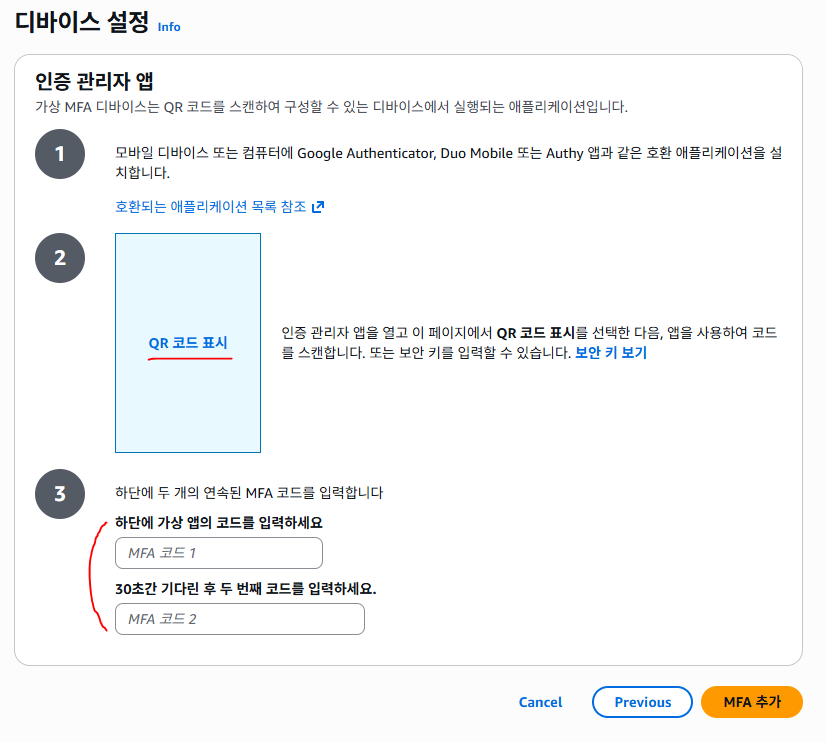 디바이스 설정 Info
인증 관리자 앱
가상 MFA 디바이스는 QR 코드를 스캔하여 구성할 수 있는 디바이스에서 실행되는 애플리케이션입니다.
1
모바일 디바이스 또는 컴퓨터에 Google Authenticator, Duo Mobile 또는 Authy 앱과 같은 호환 애플리케이션을 설
치합니다.
호환되는 애플리케이션 목록 참조
2
QR 코드 표시
인증 관리자 앱을 열고 이 페이지에서 QR 코드 표시를 선택한 다음, 앱을 사용하여 코드
를 스캔합니다. 또는 보안 키를 입력할 수 있습니다. 보안 키 보기
3
하단에 두 개의 연속된 MFA 코드를 입력합니다
하단에 가상 앱의 코드를 입력하세요
MFA 코드 1
30초간 기다린 후 두 번째 코드를 입력하세요.
MFA 코드 2
Cancel
Previous
MFA 추가